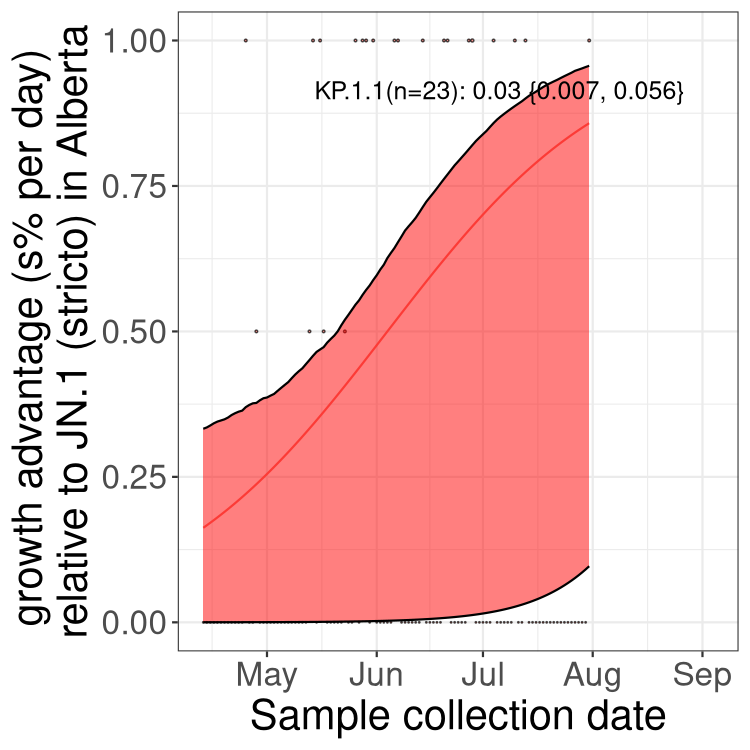 growth advantage (s% per day)
relative to JN.1 (stricto) in Alberta
1.00
0.75
0.50
0.25
0.00
KP.1.1(n=23): 0.03 {0.007, 0.056}
May Jun Jul Aug Sep
Sample collection date